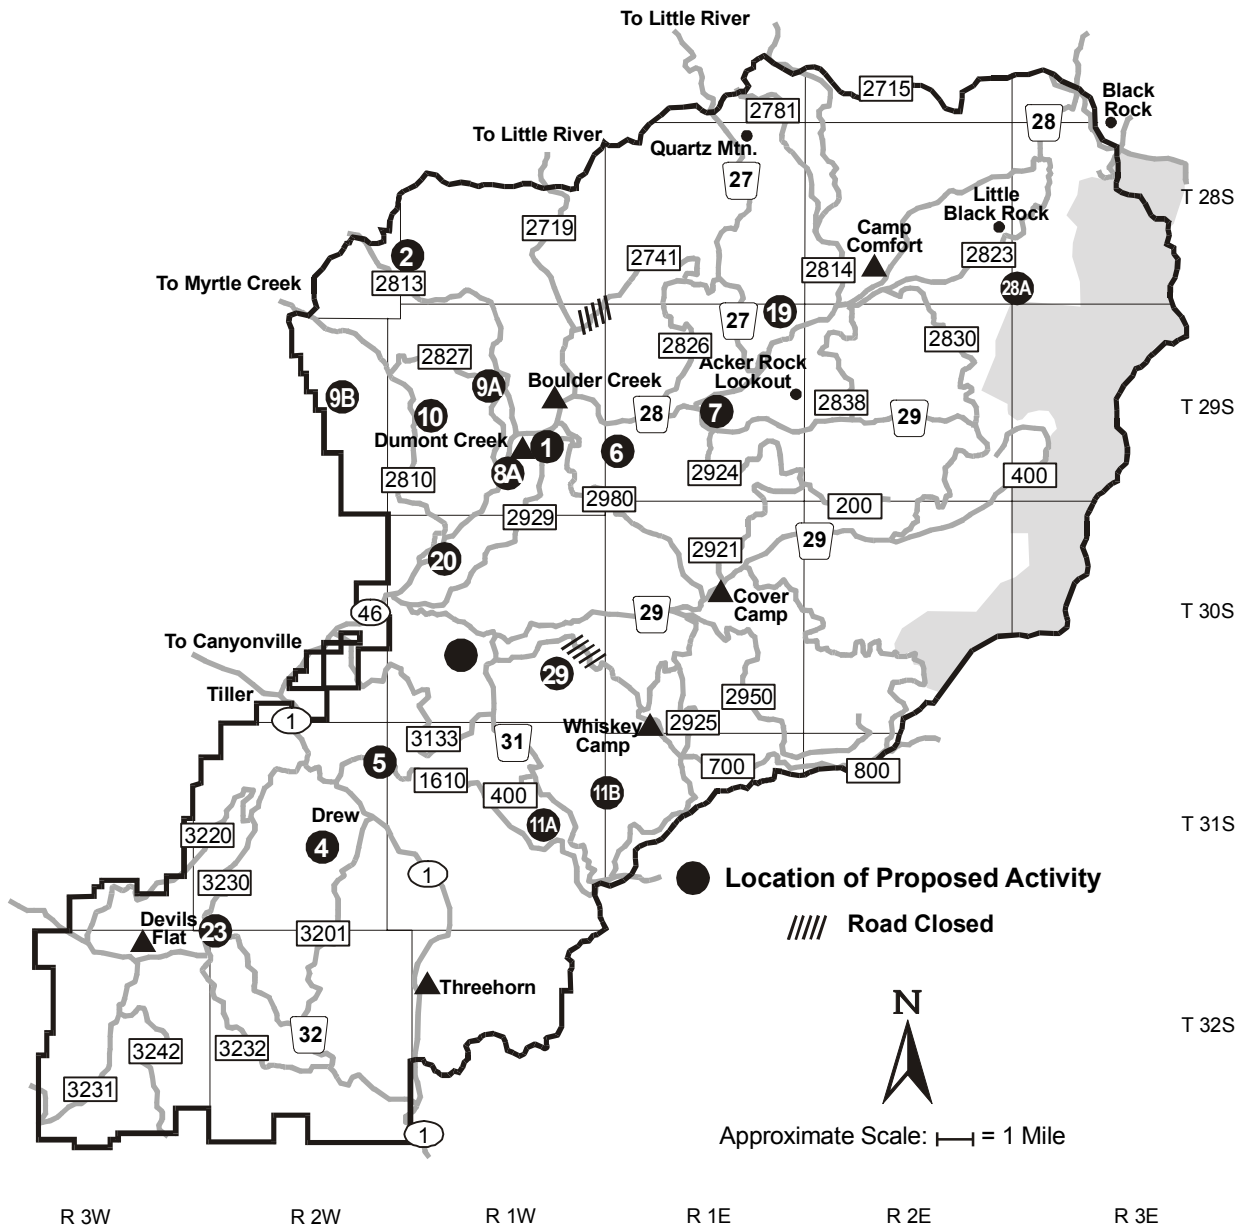 To Little River
2715
Black
Rock
2781
28
To Little River
Quartz Mtn.
27
T 28S
Little
Black Rock
2719
Camp
Comfort
2
2741
2823
2814
To Myrtle Creek
2813
28A
19
27
2826
2830
2827
Acker Rock
Lookout
9A
Boulder Creek
9B
2838
T 29S
10
28
7
29
Dumont Creek
1
6
8A
2924
400
2810
2980
200
2929
29
2921
20
Cover
Camp
46
29
T 30S
To Canyonville
29
Tiller
2950
1
Whiskey
Camp
2925
3133
31
5
700
800
1610
400
11B
Drew
11A
T 31S
3220
4
1
Location of Proposed Activity
3230
Devils
Flat
23
3201
Road Closed
Threehorn
N
T 32S
32
3242
3232
3231
1
Approximate Scale: = 1 Mile
R 3W
R 2W
R 1W
R 1E
R 2E
R 3E